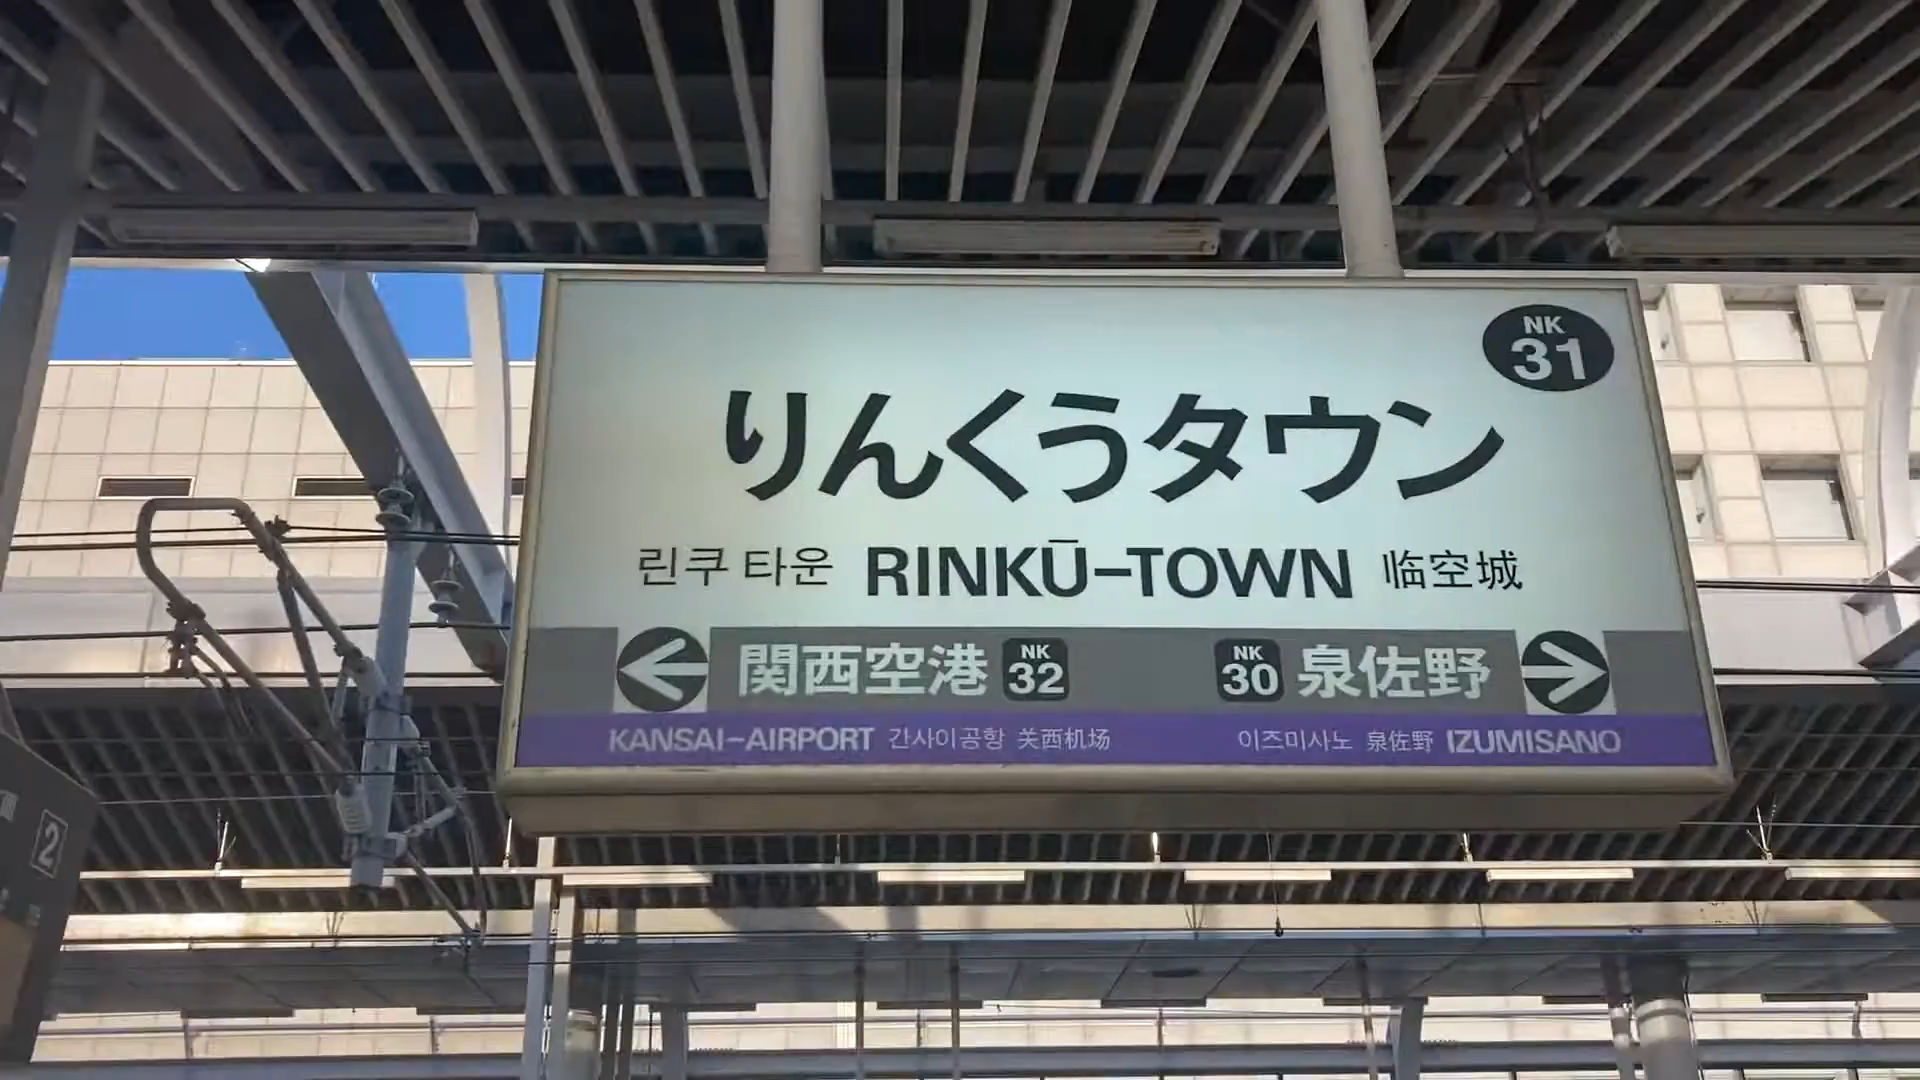 NK
31
りんくうタウン
린쿠 타운 RINKŪ-TOWN 临空城
関西空港 NK 32 NK 30 泉佐野
KANSAI-AIRPORT 간사이공항 关西机场 이즈미사노 泉佐野 IZUMISANO
2